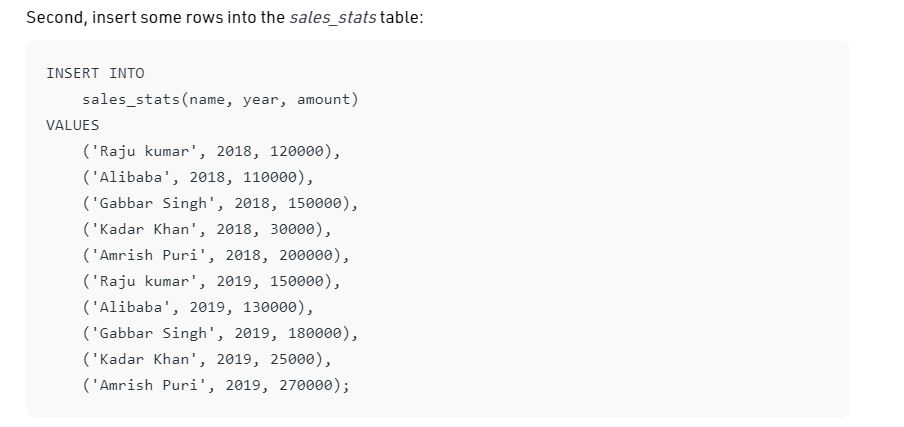 Second, insert some rows into the sales_stats table:
INSERT INTO
sales_stats(name, year, amount)
VALUES
('Raju kumar', 2018, 120000),
('Alibaba', 2018, 110000),
('Gabbar Singh', 2018, 150000),
('Kadar Khan', 2018, 30000),
('Amrish Puri', 2018, 200000),
('Raju kumar', 2019, 150000),
('Alibaba', 2019, 130000),
('Gabbar Singh', 2019, 180000),
('Kadar Khan', 2019, 25000),
('Amrish Puri', 2019, 270000);